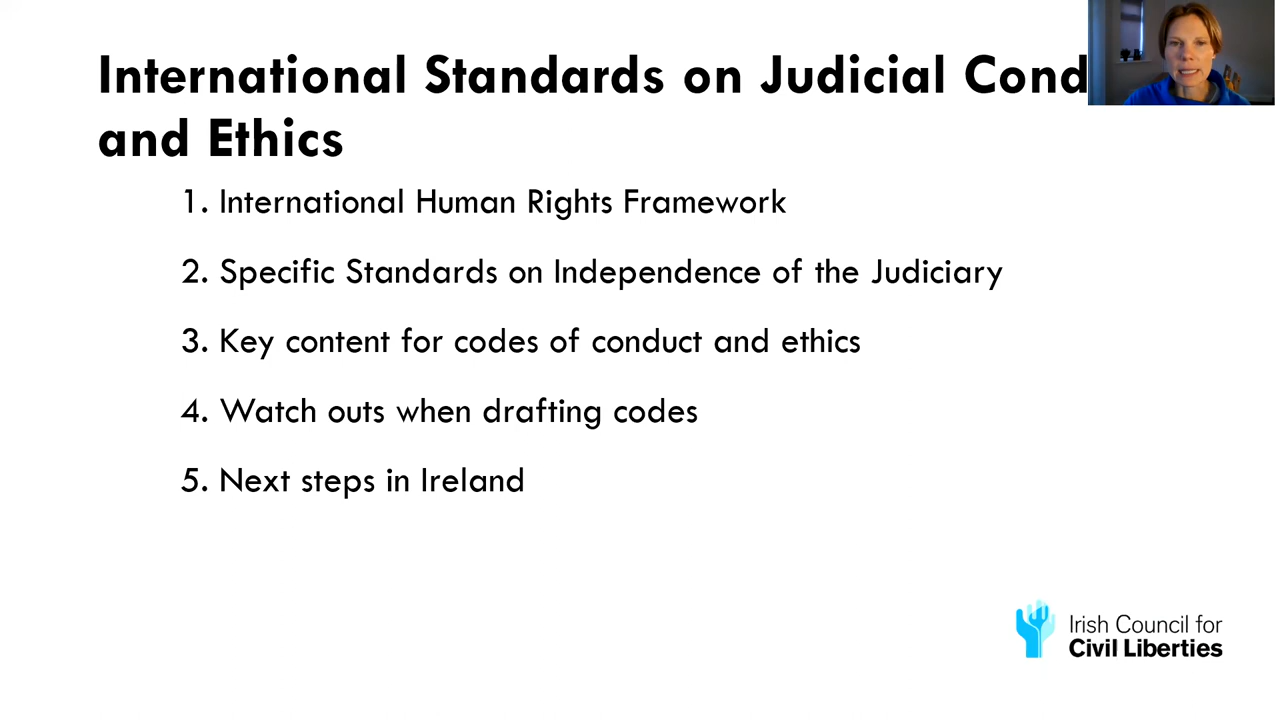 International Standards on Judicial Cond
and Ethics
1. International Human Rights Framework
2. Specific Standards on Independence of the Judiciary
3. Key content for codes of conduct and ethics
4. Watch outs when drafting codes
5. Next steps in Ireland
Irish Council for
Civil Liberties